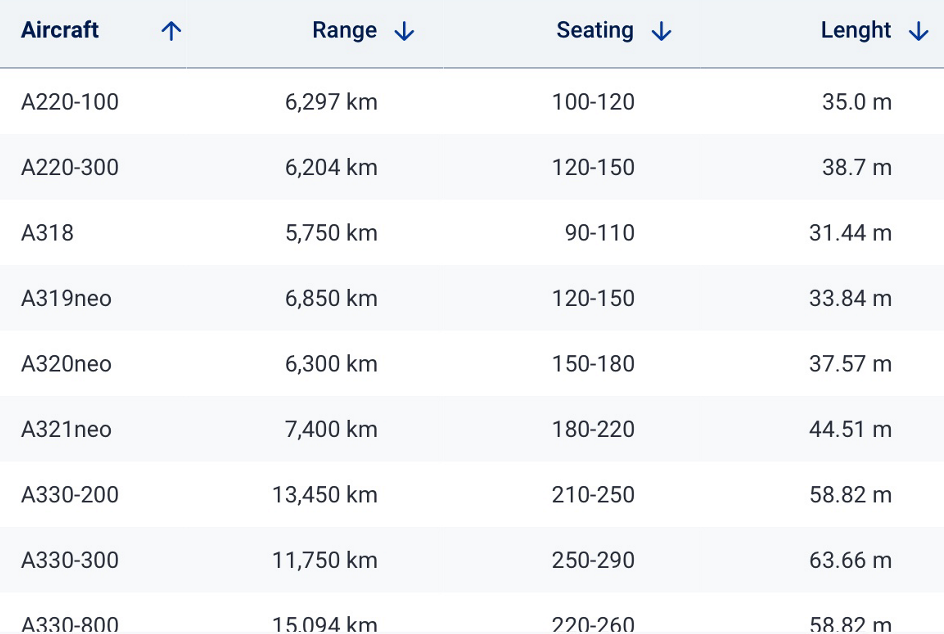 Aircraft Range Seating Lenght
A220-100 6,297 km 100-120 35.0 m
A220-300 6,204 km 120-150 38.7 m
A318 5,750 km 90-110 31.44 m
A319neo 6,850 km 120-150 33.84 m
A320neo 6,300 km 150-180 37.57 m
A321neo 7,400 km 180-220 44.51 m
A330-200 13,450 km 210-250 58.82 m
A330-300 11,750 km 250-290 63.66 m
A330-800 15,094 km 220-260 58.82 m